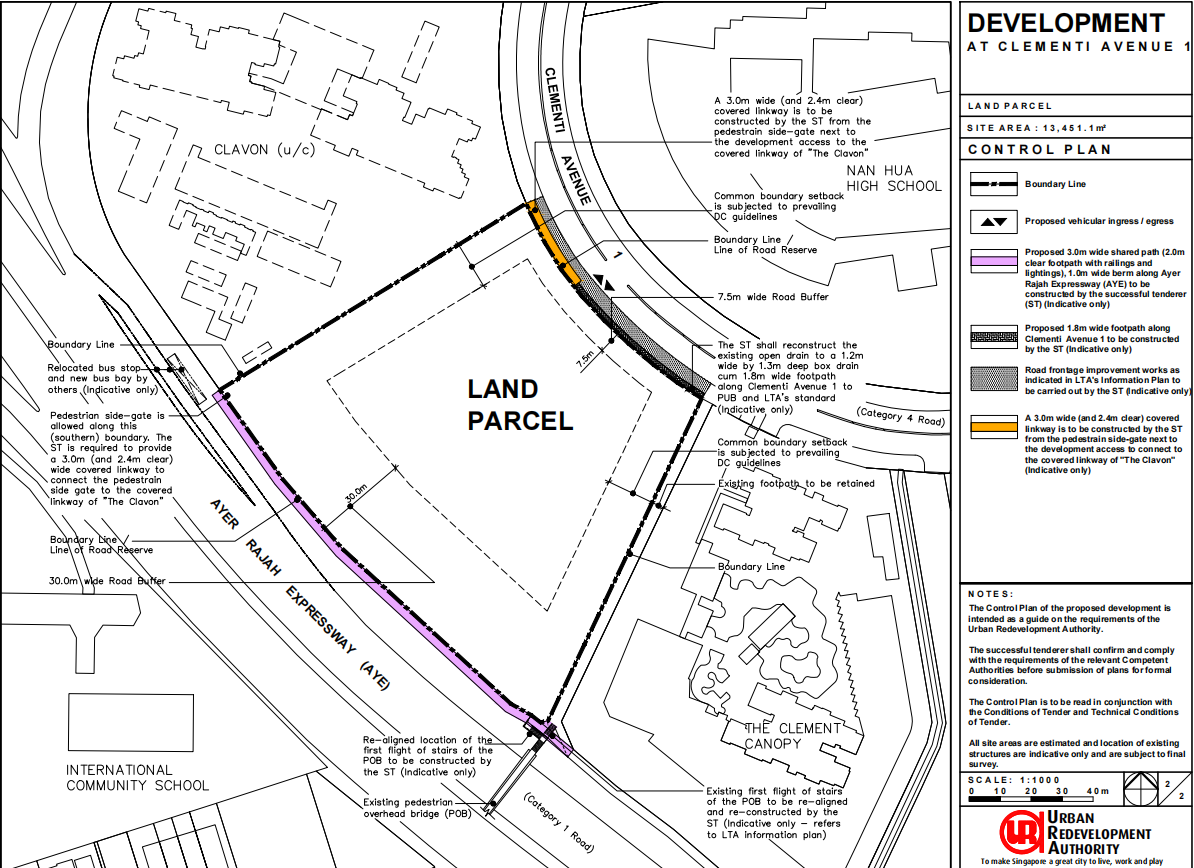 CLAVON (u/c)
CLEMENTI
AVENUE
1
A 3.0m wide (and 2.4m clear)
covered linkway is to be
constructed by the ST from the
pedestrain side-gate next to
the development access to the
covered linkway of "The Clavon"
NAN HUA
HIGH SCHOOL
Common boundary setback
is subjected to prevailing
DC guidelines
Boundary Line /
Line of Road Reserve
7.5m wide Road Buffer
7.5m
The ST shall reconstruct the
existing open drain to a 1.2m
wide by 1.3m deep box drain
cum 1.8m wide footpath
along Clementi Avenue 1 to
PUB and LTA's standard
(Indicative only)
(Category 4 Road)
Common boundary setback
is subjected to prevailing
DC guidelines
Existing footpath to be retained
Boundary Line
LAND
PARCEL
Boundary Line
Relocated bus stop
and new bus bay by
others (Indicative only)
Pedestrian side-gate is
allowed along this
(southern) boundary. The
ST is required to provide
a 3.0m (and 2.4m clear)
wide covered linkway to
connect the pedestrian
side gate to the covered
linkway of "The Clavon"
30.0m
Boundary Line /
Line of Road Reserve
30.0m wide Road Buffer
AYER
RAJAH
EXPRESSWAY
(AYE)
INTERNATIONAL
COMMUNITY SCHOOL
Re-aligned location of the
first flight of stairs of the
POB to be constructed by
the ST (Indicative only)
Existing pedestrian
overhead bridge (POB)
(Category 1 Road)
THE CLEMENT
CANOPY
Existing first flight of stairs
of the POB to be re-aligned
and re-constructed by the
ST (Indicative only - refers
to LTA information plan)
DEVELOPMENT
AT CLEMENTI AVENUE 1
LAND PARCEL
SITE AREA : 13,451.1m²
CONTROL PLAN
Boundary Line
Proposed vehicular ingress / egress
Proposed 3.0m wide shared path (2.0m
clear footpath with railings and
lightings), 1.0m wide berm along Ayer
Rajah Expressway (AYE) to be
constructed by the successful tenderer
(ST) (Indicative only)
Proposed 1.8m wide footpath along
Clementi Avenue 1 to be constructed
by the ST (Indicative only)
Road frontage improvement works as
indicated in LTA's Information Plan to
be carried out by the ST (Indicative only)
A 3.0m wide (and 2.4m clear) covered
linkway is to be constructed by the ST
from the pedestrian side-gate next to
the development access to connect to
the covered linkway of "The Clavon"
(Indicative only)
NOTES:
The Control Plan of the proposed development is
intended as a guide on the requirements of the
Urban Redevelopment Authority.
The successful tenderer shall confirm and comply
with the requirements of the relevant Competent
Authorities before submission of plans for formal
consideration.
The Control Plan is to be read in conjunction with
the Conditions of Tender and Technical Conditions
of Tender.
All site areas are estimated and location of existing
structures are indicative only and are subject to final
survey.
SCALE: 1:1000
0 10 20 30 40m
2
2
URBAN
REDEVELOPMENT
AUTHORITY
To make Singapore a great city to live, work and play